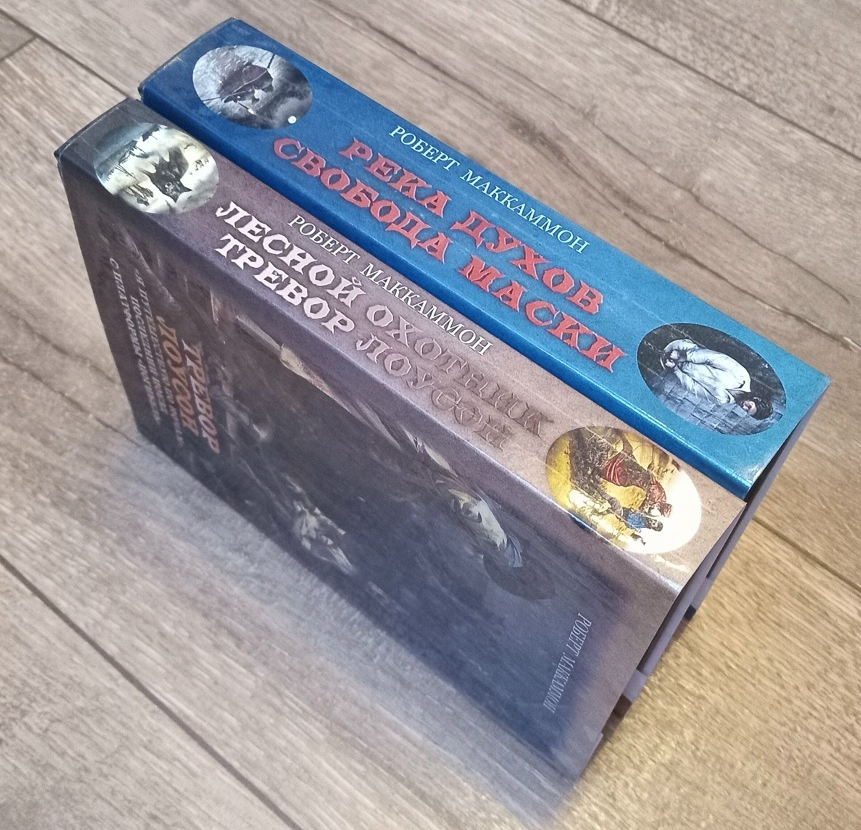 РОБЕРТ МАККАММОН
РЕКА ДУХОВ
СВОБОДА МАСКИ
РОБЕРТ МАККАММОН
ЛЕСНОЙ ОХОТНИК
ТРЕВОР ЛОУСОН
ТРЕВОР
ЛОУСОН
РОБЕРТ МАККАММОН